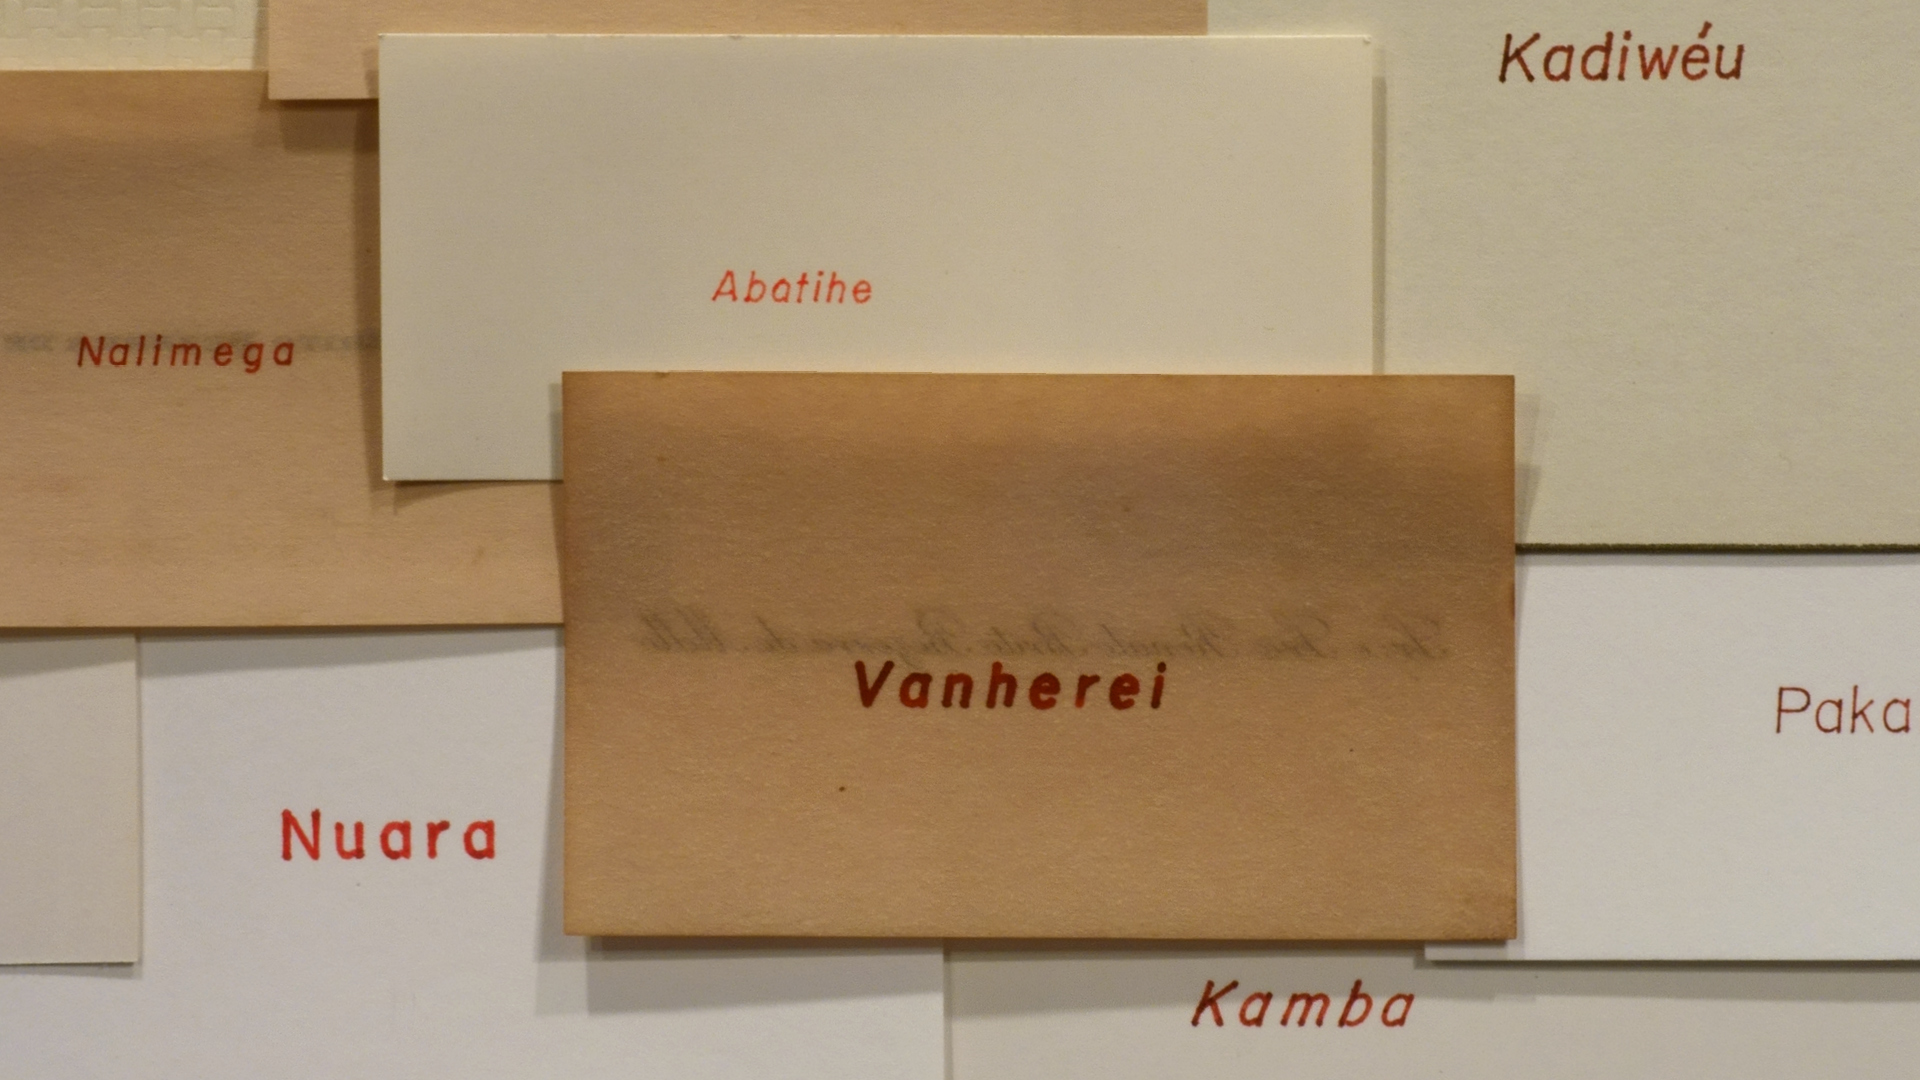 Kadiwéu
Abatihe
Nalimega
Vanherei
Paka
Nuara
Kamba